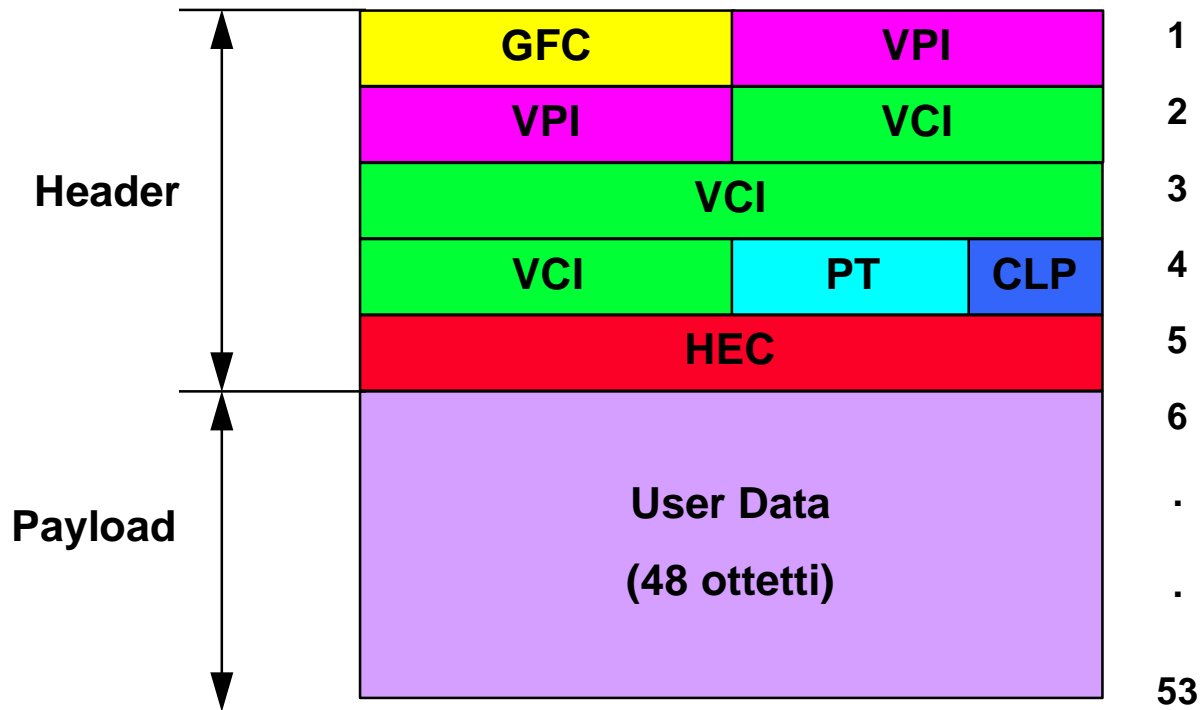 GFC VPI 1
VPI VCI 2
Header VCI 3
VCI PT CLP 4
HEC 5
6
User Data .
Payload
(48 ottetti) .
53